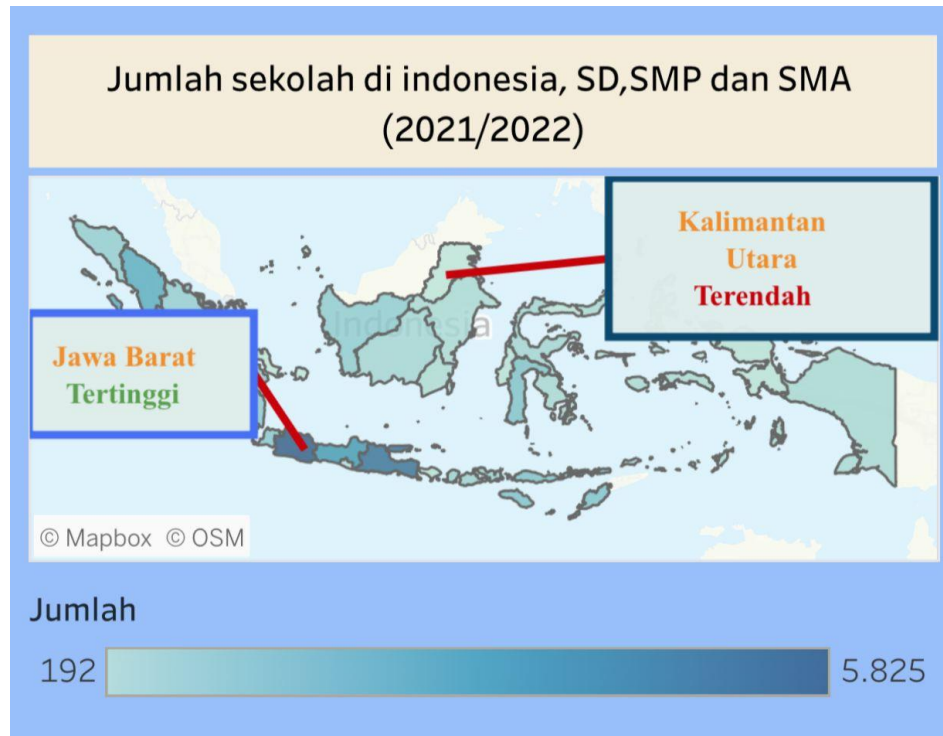 Jumlah sekolah di indonesia, SD,SMP dan SMA
(2021/2022)
Kalimantan
Utara
Terendah
Indonesia
Jawa Barat
Tertinggi
© Mapbox © OSM
Jumlah
192
5.825